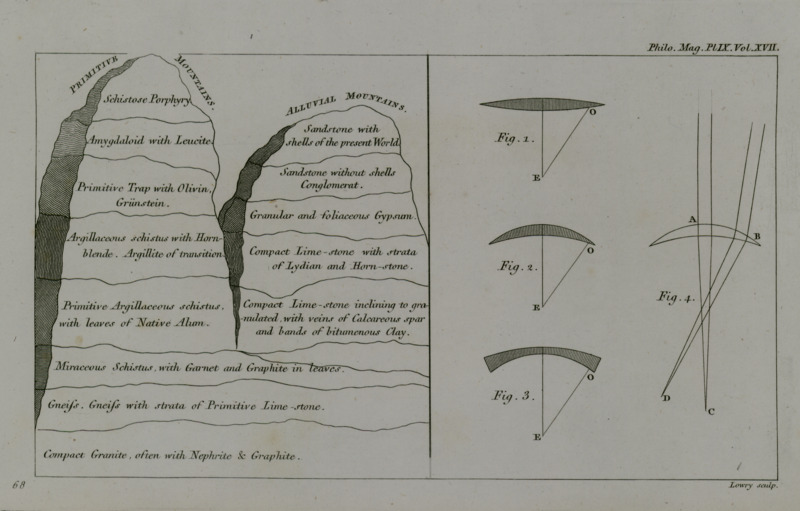 Philo. Mag. Pl.IX. Vol.XVII.
PRIMITIVE MOUNTAINS.
Schistose Porphyry.
Amygdaloid with Leucite.
Primitive Trap with Olivin.
Grünstein.
Argillaceous schistus with Horn-
blende. Argillite of transition
Primitive Argillaceous schistus.
with leaves of Native Alum.
ALLUVIAL MOUNTAINS.
Sandstone with
shells of the present World.
Sandstone without shells
Conglomerat.
Granular and foliaceous Gypsum.
Compact Lime-stone with strata
of Lydian and Horn-stone.
Compact Lime-stone inclining to gra-
nulated, with veins of Calcareous spar
and bands of bitumenous Clay.
Miraceous Schistus, with Garnet and Graphite in leaves.
Gneifs. Gneifs with strata of Primitive Lime-stone.
Compact Granite, often with Nephrite & Graphite.
Fig. 1.
O
E
Fig. 2.
O
E
Fig. 3.
O
E
A
B
Fig. 4.
D
C
68
Lowry sculp.